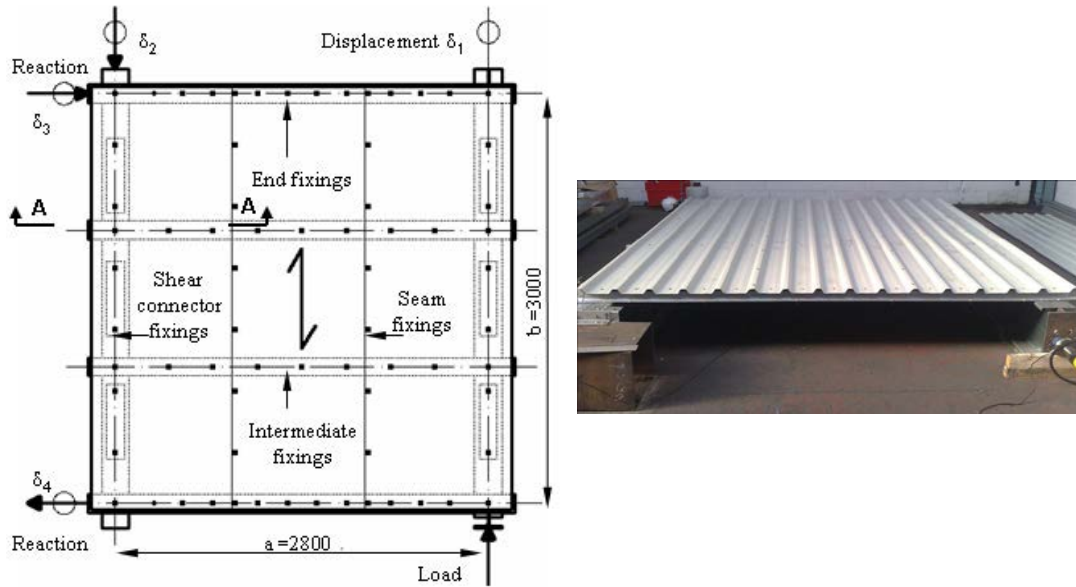 δ2
Displacement δ1
Reaction
δ3
End fixings
A
A
Shear
connector
fixings
Seam
fixings
b=3000
Intermediate
fixings
δ4
Reaction
a=2800
Load